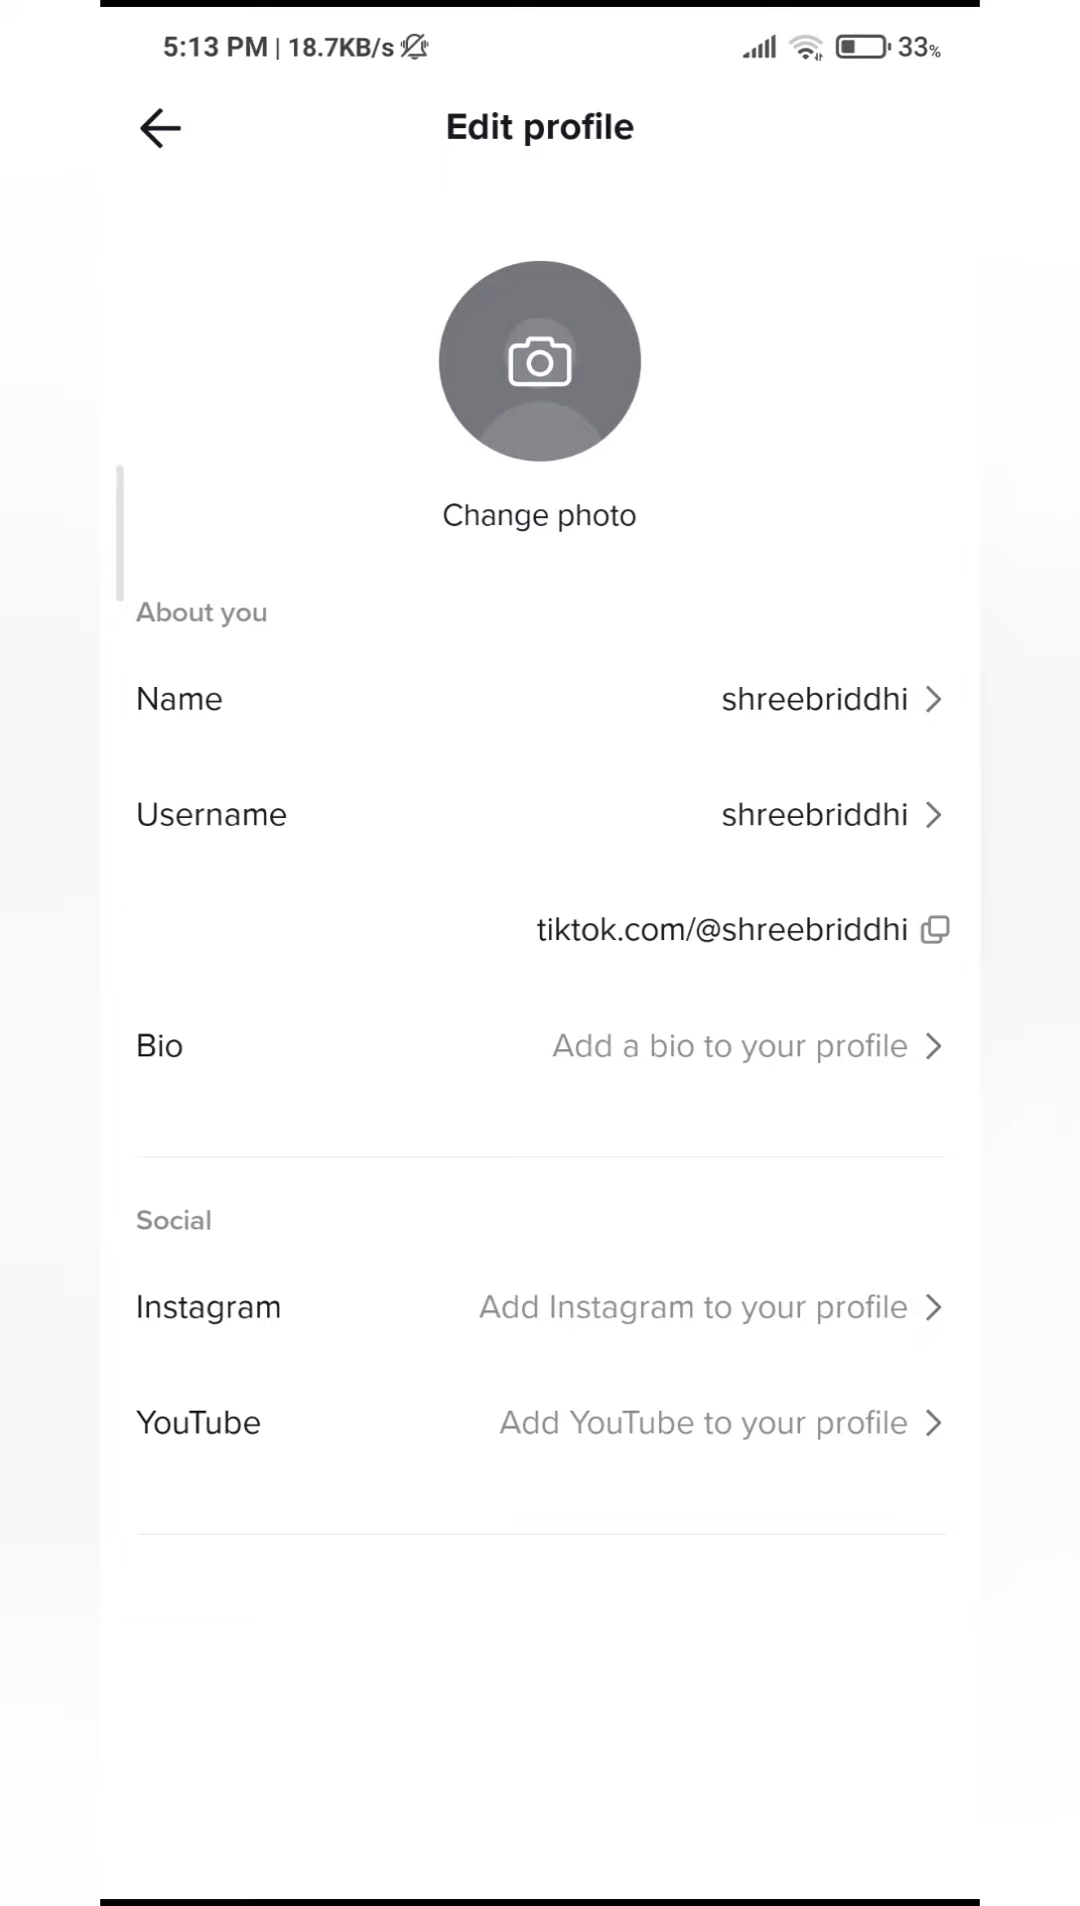 5:13 PM | 18.7KB/s 33%
Edit profile
Change photo
About you
Name shreebriddhi
Username shreebriddhi
tiktok.com/@shreebriddhi
Bio Add a bio to your profile
Social
Instagram Add Instagram to your profile
YouTube Add YouTube to your profile